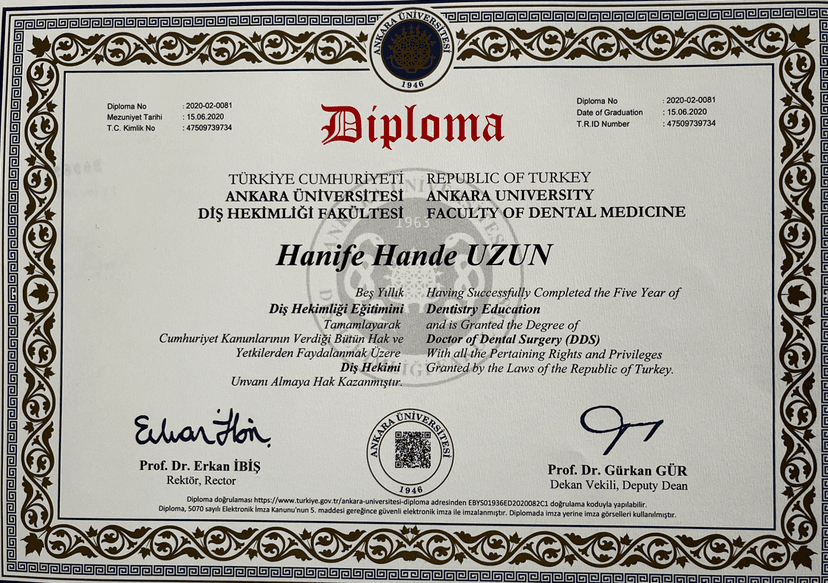 ANKARA ÜNİVERSİTESİ
1946
Diploma No : 2020-02-0081
Mezuniyet Tarihi : 15.06.2020
T.C. Kimlik No : 47509739734
Diploma
Diploma No : 2020-02-0081
Date of Graduation : 15.06.2020
T.R.ID Number : 47509739734
TÜRKİYE CUMHURİYETİ
ANKARA ÜNİVERSİTESİ
DİŞ HEKİMLİĞİ FAKÜLTESİ
REPUBLIC OF TURKEY
ANKARA UNIVERSITY
FACULTY OF DENTAL MEDICINE
1963
Hanife Hande UZUN
Beş Yıllık
Diş Hekimliği Eğitimini
Tamamlayarak
Cumhuriyet Kanunlarının Verdiği Bütün Hak ve
Yetkilerden Faydalanmak Üzere
Diş Hekimi
Unvanı Almaya Hak Kazanmıştır.
Having Successfully Completed the Five Year of
Dentistry Education
and is Granted the Degree of
Doctor of Dental Surgery (DDS)
With all the Pertaining Rights and Privileges
Granted by the Laws of the Republic of Turkey.
Prof. Dr. Erkan İBİŞ
Rektör, Rector
ANKARA ÜNİVERSİTESİ
1946
Prof. Dr. Gürkan GÜR
Dekan Vekili, Deputy Dean
Diploma doğrulaması https://www.turkiye.gov.tr/ankara-universitesi-diploma adresinden EBY501936ED2020082C1 doğrulama koduyla yapılabilir.
Diploma, 5070 sayılı Elektronik İmza Kanunu'nun 5. maddesi gereğince güvenli elektronik imza ile imzalanmıştır. Diplomada imza yerine imza görselleri kullanılmıştır.